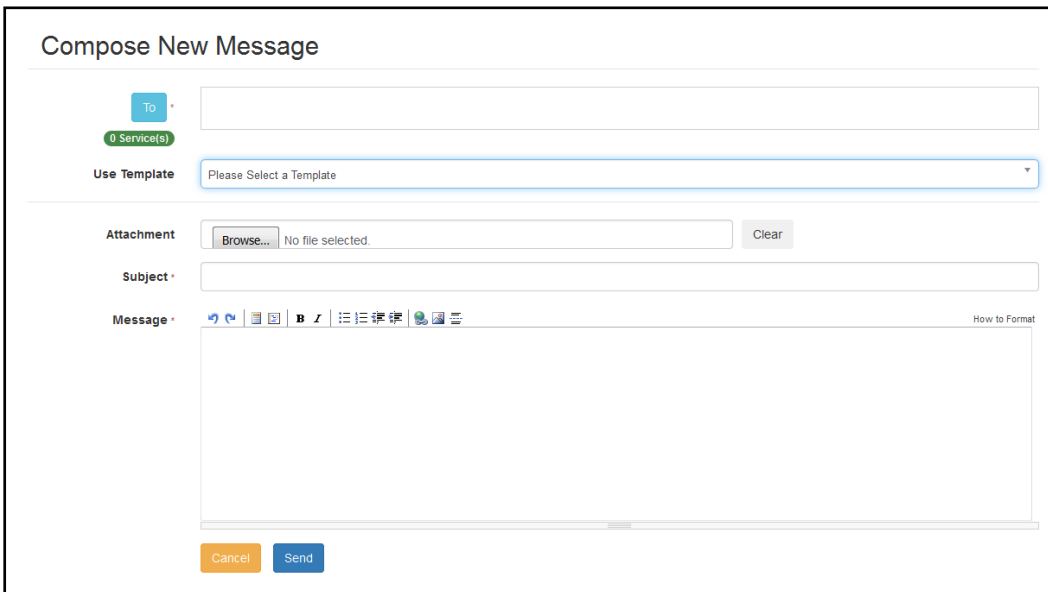 Compose New Message
To *
0 Service(s)
Use Template
Please Select a Template
Attachment
Browse... No file selected.
Clear
Subject *
Message *
B I
How to Format
Cancel
Send